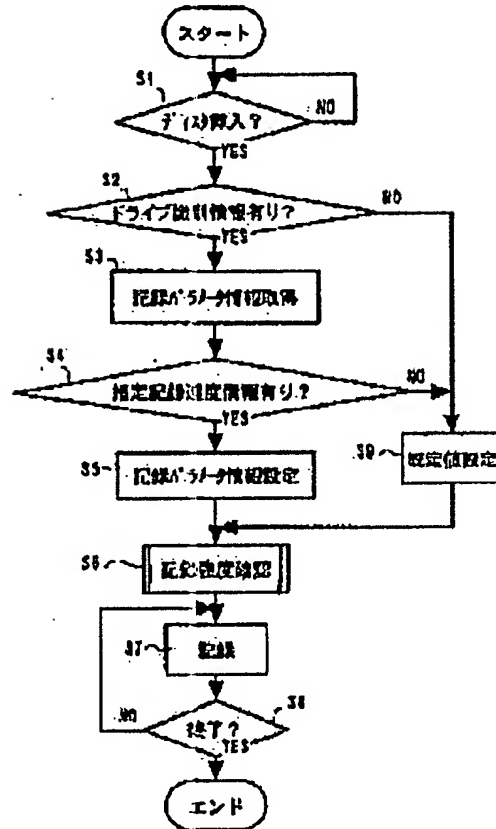 スタート
S1
ディスク挿入?
NO
YES
S2
ドライブ識別情報有り?
NO
YES
S3
記録パラメータ情報取得
S4
指定記録速度情報有り?
NO
YES
S5
記録パラメータ情報設定
S9
既定値設定
S6
記録強度確認
S7
記録
S8
終了?
NO
YES
エンド